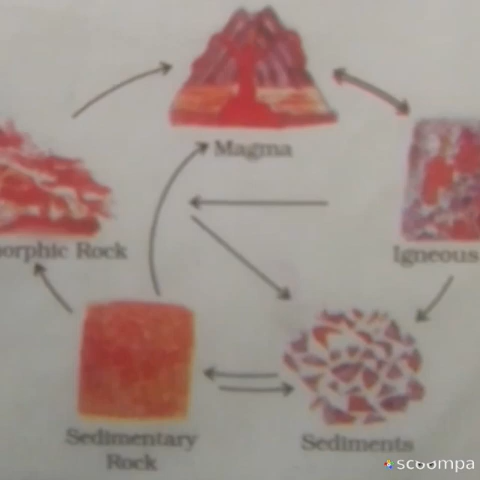 Magma
orphic Rock
Igneous
Sedimentary
Rock
Sediments
scoompa